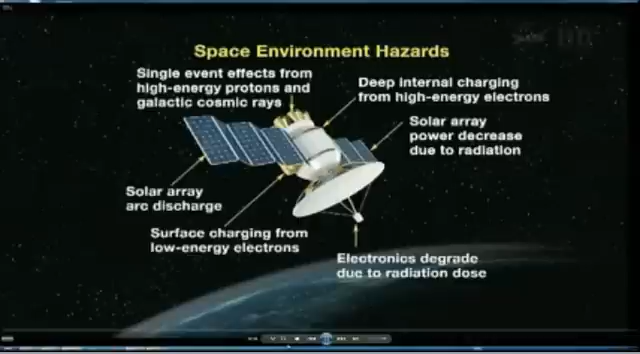 Space Environment Hazards
Single event effects from
high-energy protons and
galactic cosmic rays
Deep internal charging
from high-energy electrons
Solar array
power decrease
due to radiation
Solar array
arc discharge
Surface charging from
low-energy electrons
Electronics degrade
due to radiation dose